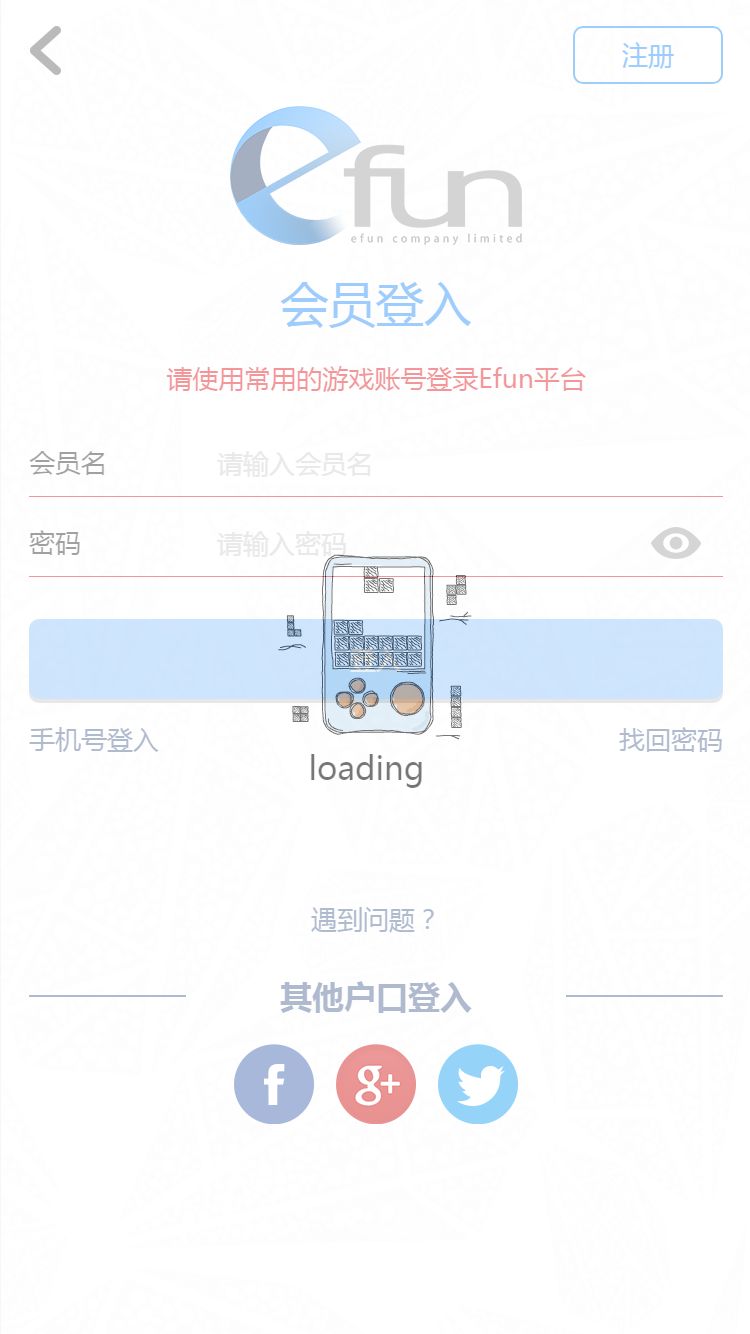 注册
efun
efun company limited
会员登入
请使用常用的游戏账号登录Efun平台
会员名 请输入会员名
密码 请输入密码
手机号登入 找回密码
loading
遇到问题？
其他户口登入
f g+